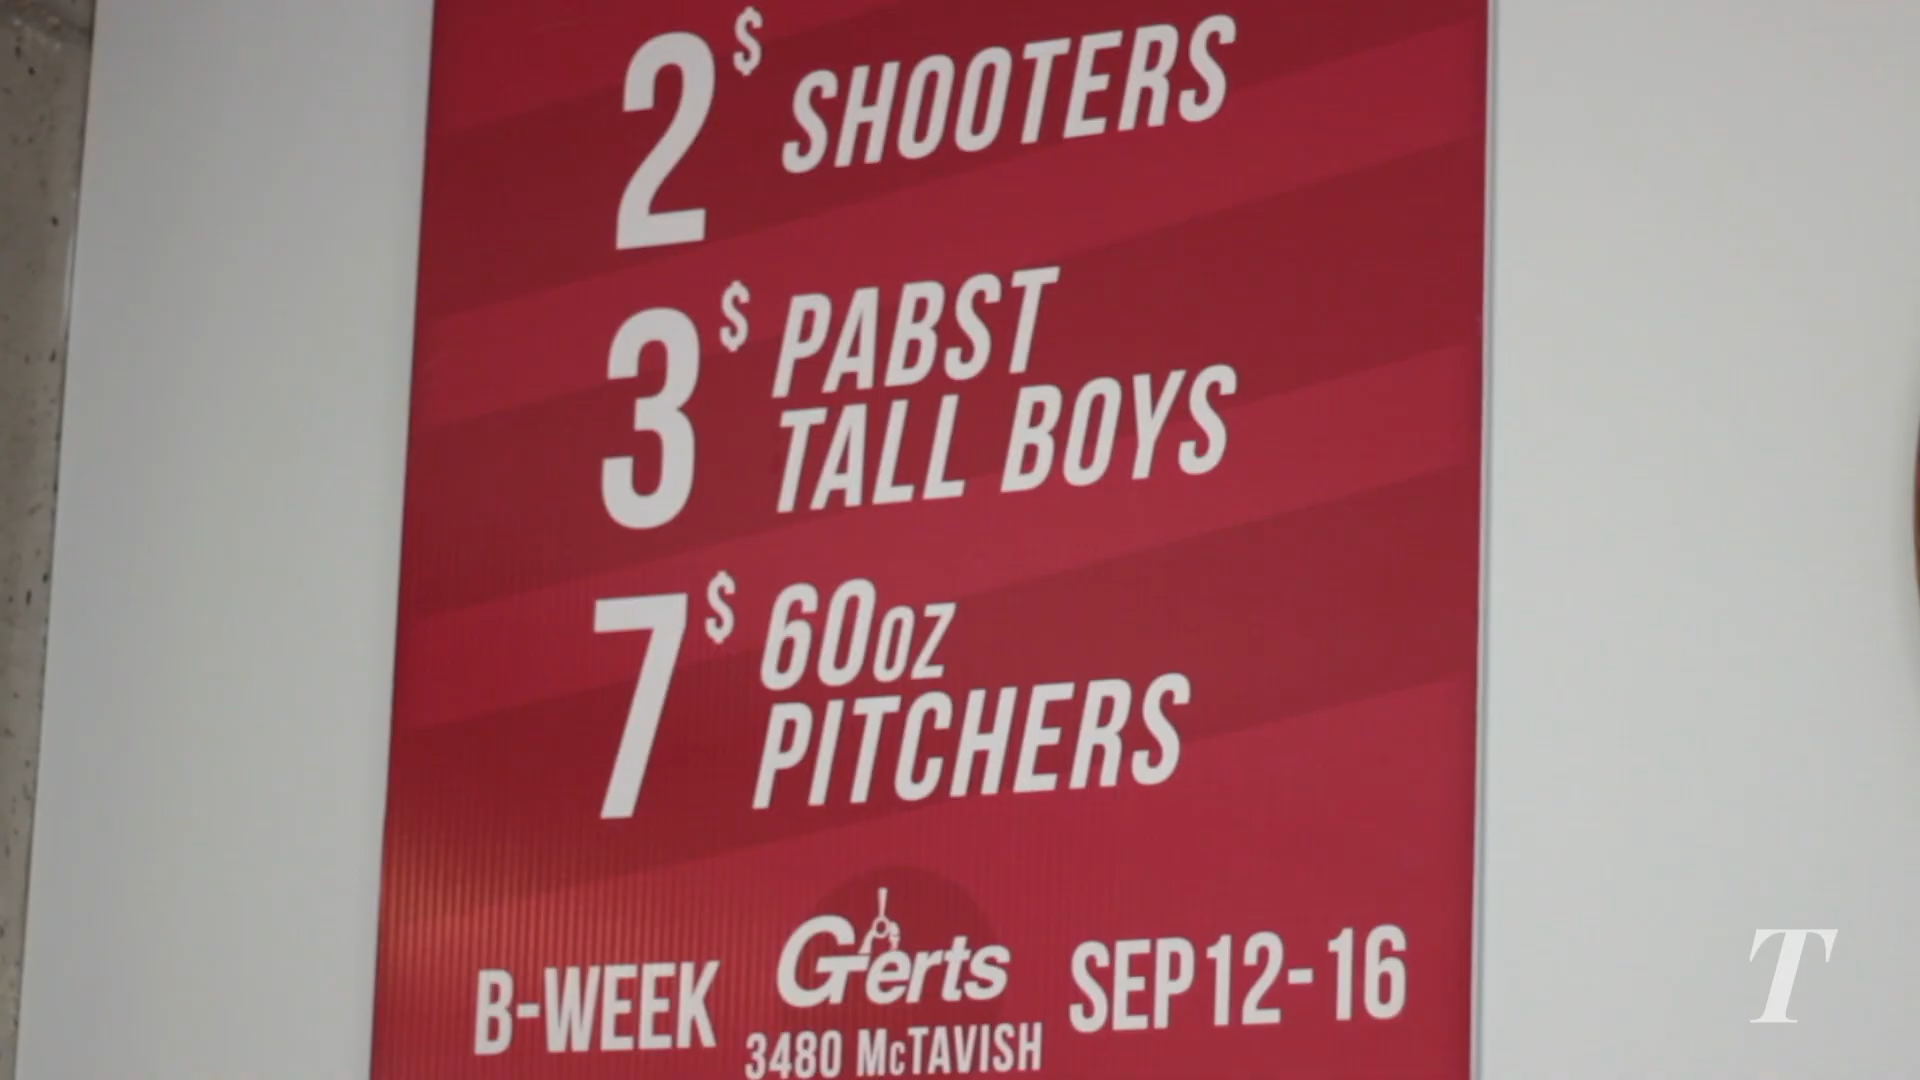 2$ SHOOTERS
3$ PABST
TALL BOYS
7$ 60oz
PITCHERS
B-WEEK Gerts SEP 12-16
3480 McTAVISH
T